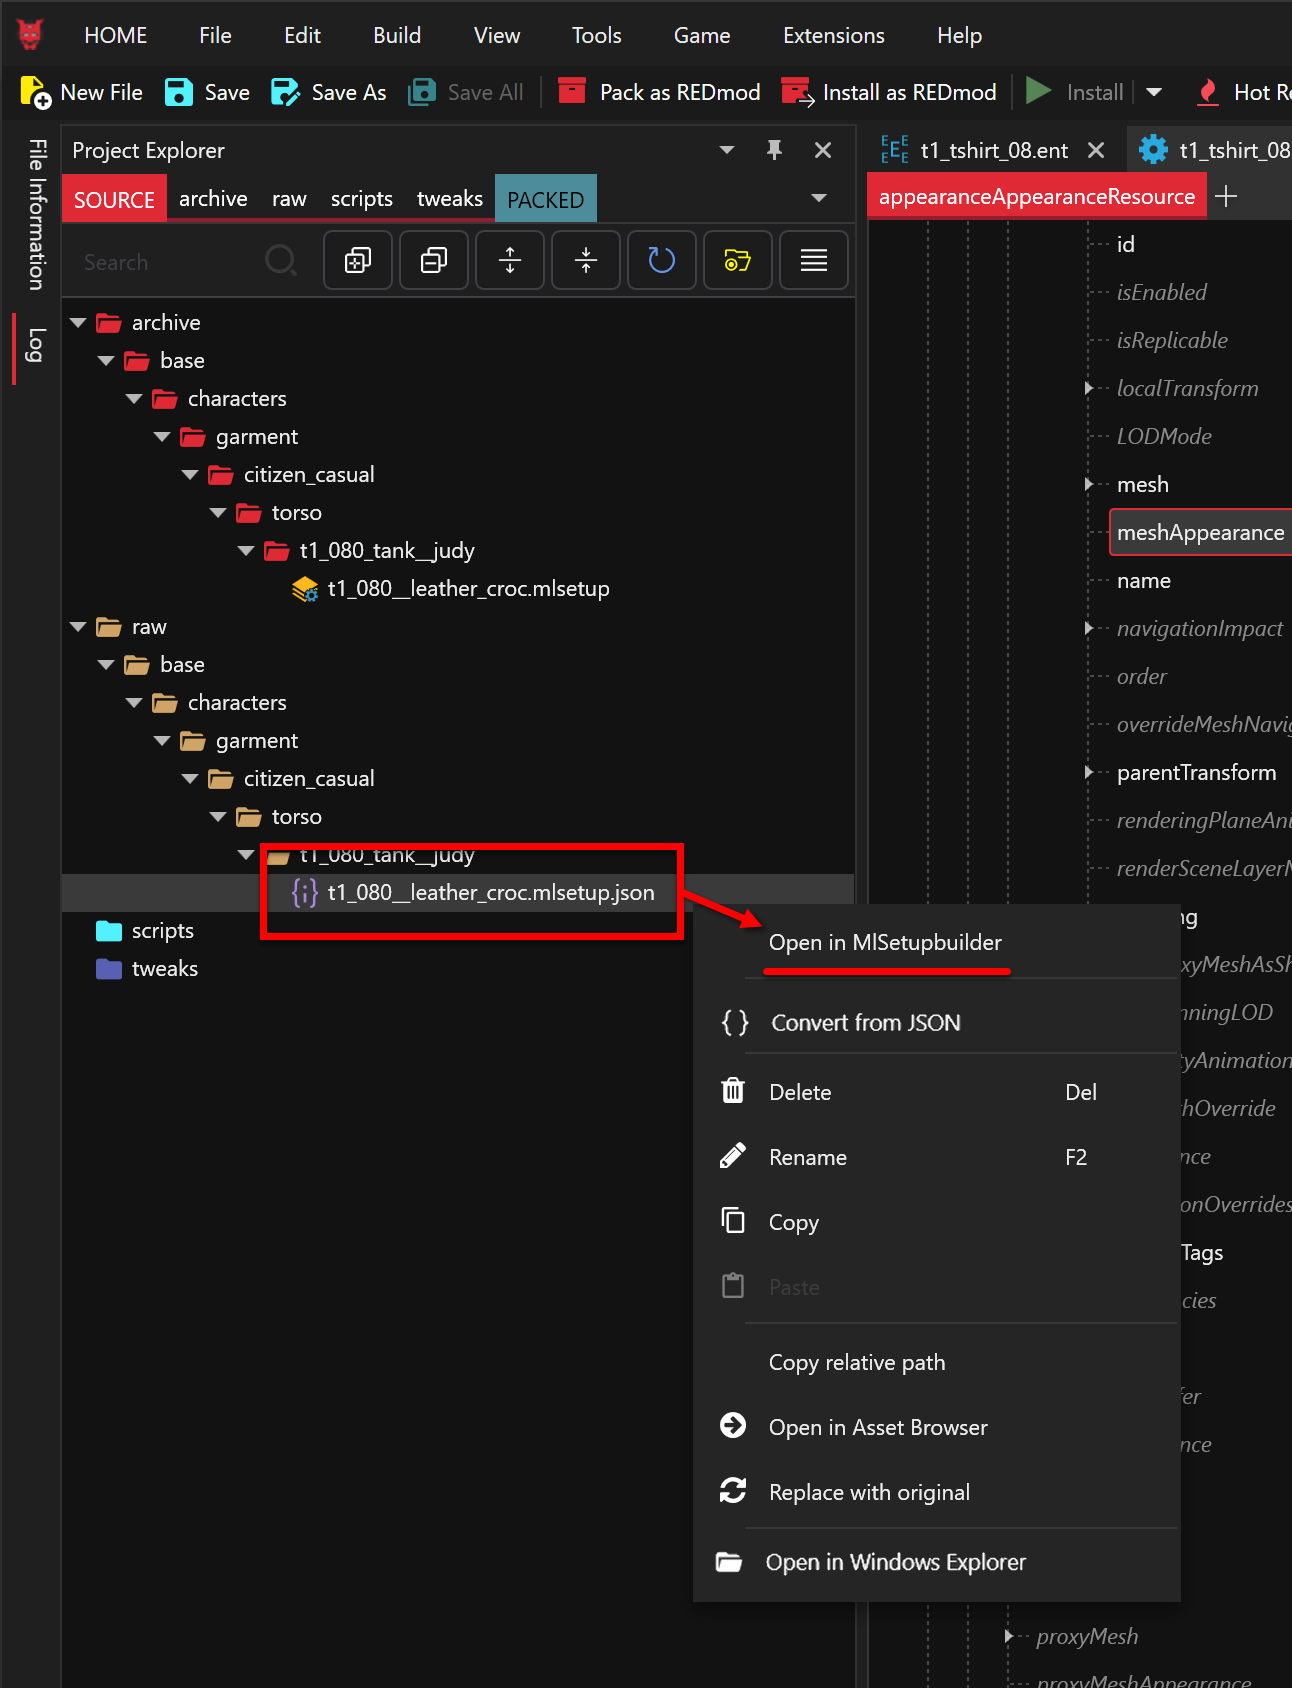 HOME File Edit Build View Tools Game Extensions Help
New File Save Save As Save All Pack as REDmod Install as REDmod Install Hot Re
File Information
Log
Project Explorer
SOURCE archive raw scripts tweaks PACKED
Search
archive
base
characters
garment
citizen_casual
torso
t1_080_tank__judy
t1_080__leather_croc.mlsetup
raw
base
characters
garment
citizen_casual
torso
t1_080_tank__judy
t1_080__leather_croc.mlsetup.json
scripts
tweaks
t1_tshirt_08.ent t1_tshirt_08
appearanceAppearanceResource
id
isEnabled
isReplicable
localTransform
LODMode
mesh
meshAppearance
name
navigationImpact
order
overrideMeshNavig
parentTransform
renderingPlaneAni
renderSceneLayerM
ng
xyMeshAsSh
nningLOD
tyAnimation
hOverride
nce
onOverrides
Tags
cies
fer
nce
proxyMesh
proxyMeshAppearance
Open in MlSetupbuilder
Convert from JSON
Delete Del
Rename F2
Copy
Paste
Copy relative path
Open in Asset Browser
Replace with original
Open in Windows Explorer